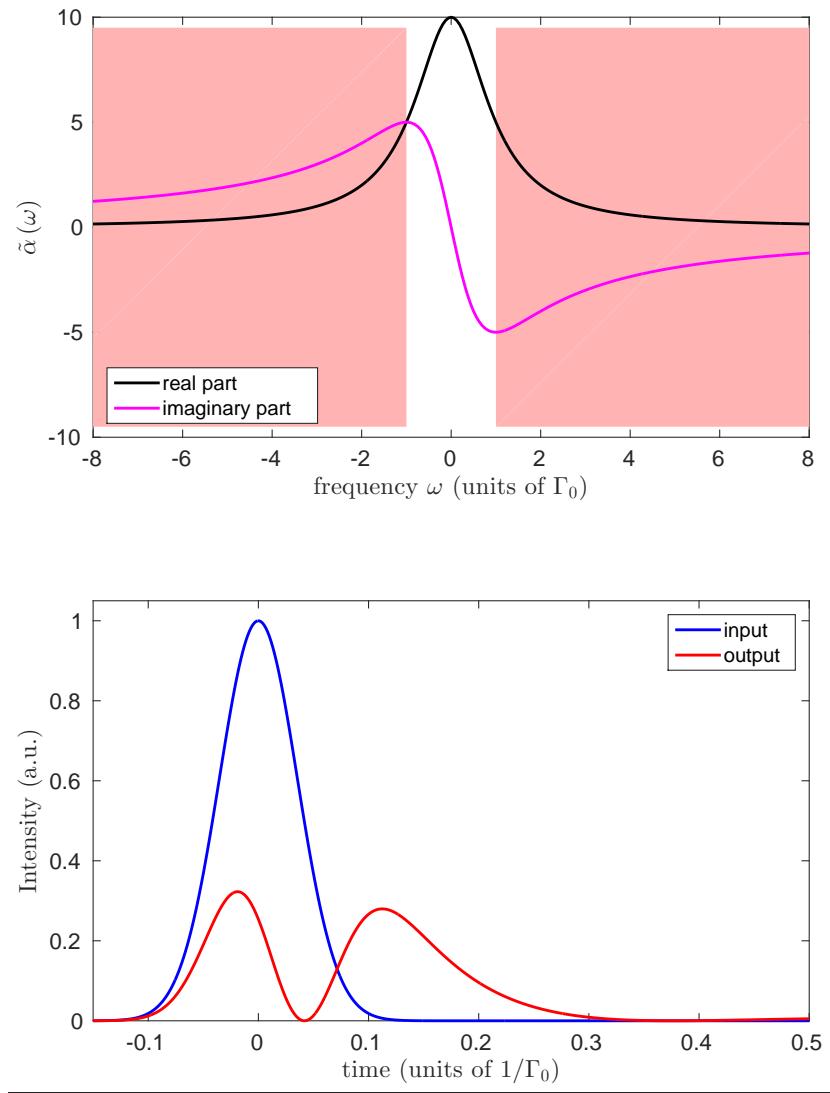 10
5
0
-5
-10
α̃ (ω)
real part
imaginary part
-8 -6 -4 -2 0 2 4 6 8
frequency ω (units of Γ₀)
1
0.8
0.6
0.4
0.2
0
Intensity (a.u.)
input
output
-0.1 0 0.1 0.2 0.3 0.4 0.5
time (units of 1/Γ₀)